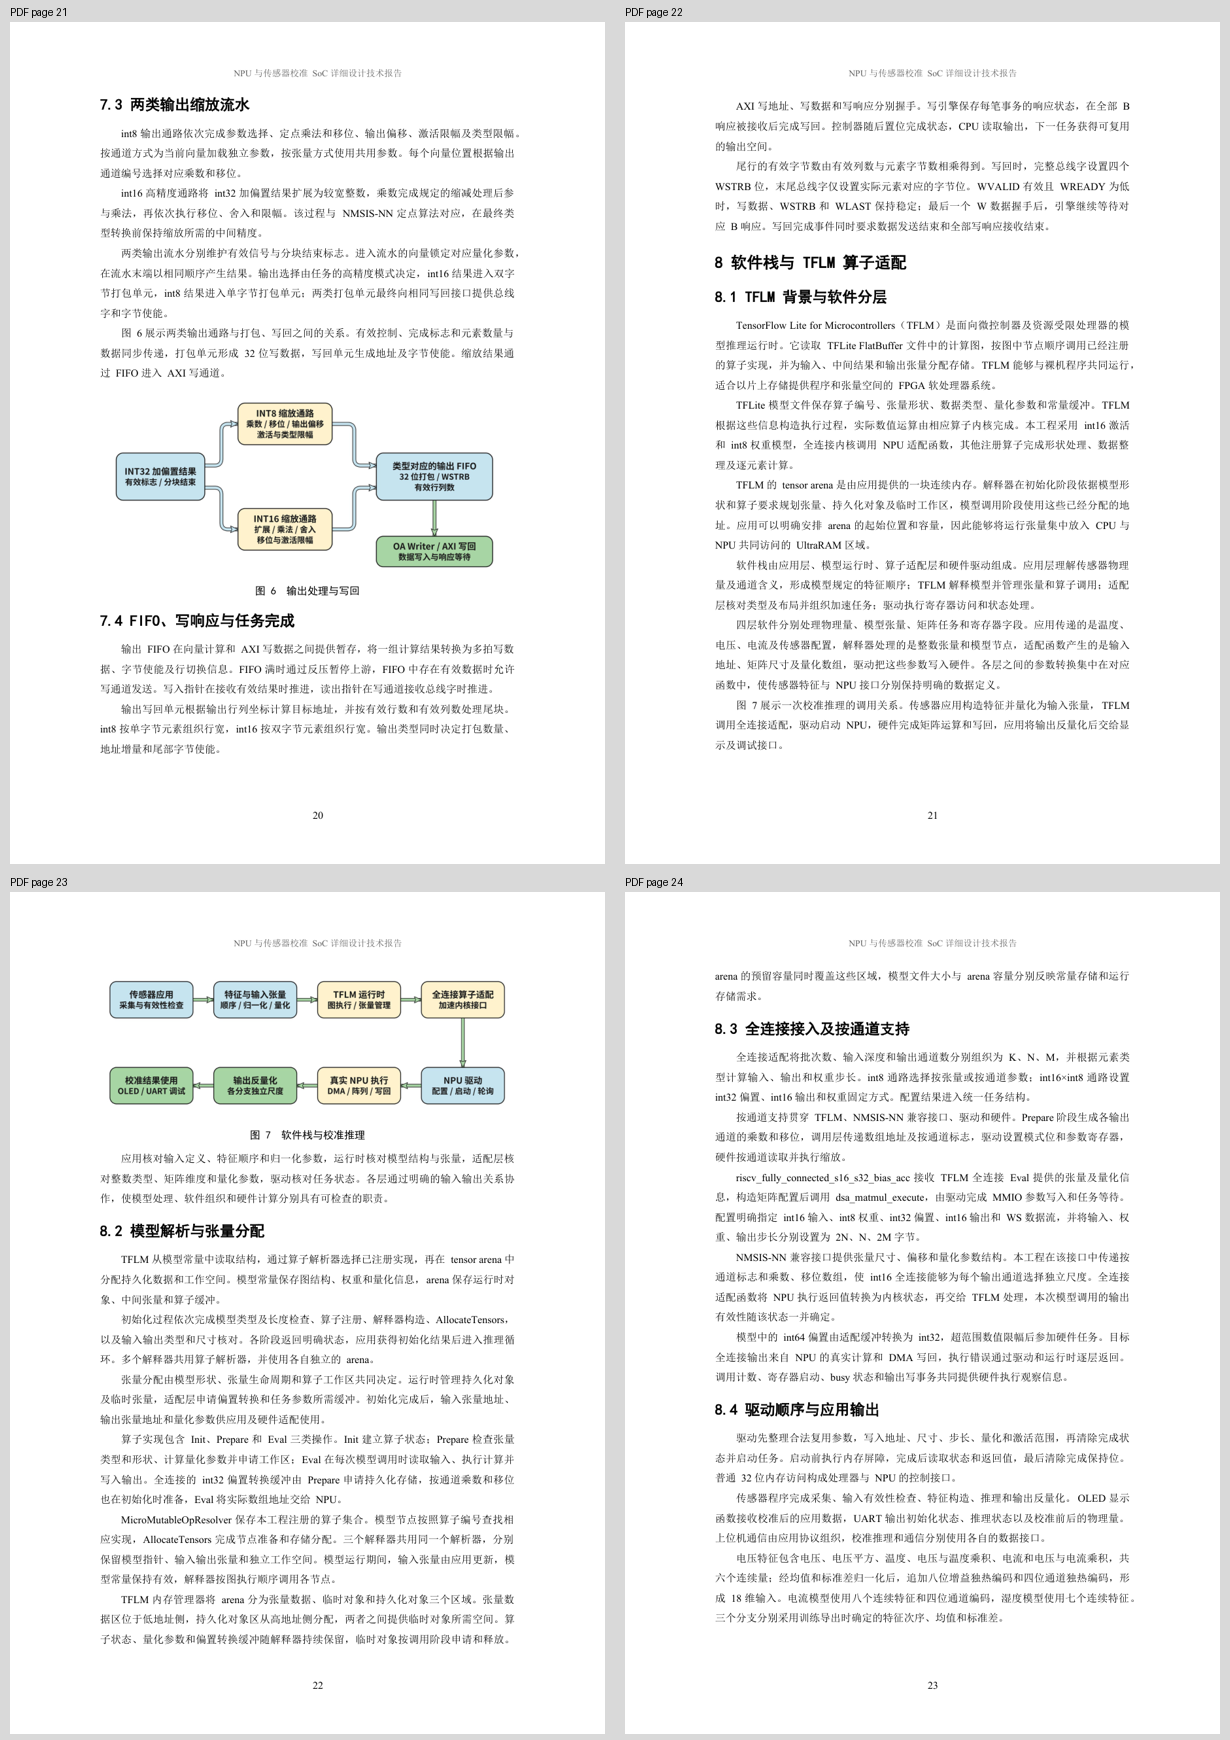 PDF page 21
NPU 与传感器校准 SoC 详细设计技术报告
7.3 两类输出缩放流水
int8 输出通路依次完成参数选择、定点乘法和移位、输出偏移、激活限幅及类型限幅。
按通道方式为当前向量加载独立参数，按张量方式使用共用参数。每个向量位置根据输出
通道编号选择对应乘数和移位。
int16 高精度通路将 int32 加偏置结果扩展为较宽整数，乘数完成规定的缩减处理后参
与乘法，再依次执行移位、舍入和限幅。该过程与 NMSIS-NN 定点算法对应，在最终类
型转换前保持缩放所需的中间精度。
两类输出流水分别维护有效信号与分块结束标志。进入流水的向量锁定对应量化参数，
在流水末端以相同顺序产生结果。输出选择由任务的高精度模式决定，int16 结果进入双字
节打包单元，int8 结果进入单字节打包单元；两类打包单元最终向相同写回接口提供总线
字和字节使能。
图 6 展示两类输出通路与打包、写回之间的关系。有效控制、完成标志和元素数量与
数据同步传递，打包单元形成 32 位写数据，写回单元生成地址及字节使能。缩放结果通
过 FIFO 进入 AXI 写通道。
INT8 缩放通路
乘数 / 移位 / 输出偏移
激活与类型限幅
INT32 加偏置结果
有效标志 / 分块结束
类型对应的输出 FIFO
32 位打包 / WSTRB
有效行列数
INT16 缩放通路
扩展 / 乘法 / 舍入
移位与激活限幅
OA Writer / AXI 写回
数据写入与响应等待
图 6 输出处理与写回
7.4 FIFO、写响应与任务完成
输出 FIFO 在向量计算和 AXI 写数据之间提供暂存，将一组计算结果转换为多拍写数
据、字节使能及行切换信息。FIFO 满时通过反压暂停上游，FIFO 中存在有效数据时允许
写通道发送。写入指针在接收有效结果时推进，读出指针在写通道接收总线字时推进。
输出写回单元根据输出行列坐标计算目标地址，并按有效行数和有效列数处理尾块。
int8 按单字节元素组织行宽，int16 按双字节元素组织行宽。输出类型同时决定打包数量、
地址增量和尾部字节使能。
20
PDF page 22
NPU 与传感器校准 SoC 详细设计技术报告
AXI 写地址、写数据和写响应分别握手。写引擎保存每笔事务的响应状态，在全部 B
响应被接收后完成写回。控制器随后置位完成状态，CPU 读取输出，下一任务获得可复用
的输出空间。
尾行的有效字节数由有效列数与元素字节数相乘得到。写回时，完整总线字设置四个
WSTRB 位，末尾总线字仅设置实际元素对应的字节位。WVALID 有效且 WREADY 为低
时，写数据、WSTRB 和 WLAST 保持稳定；最后一个 W 数据握手后，引擎继续等待对
应 B 响应。写回完成事件同时要求数据发送结束和全部写响应接收结束。
8 软件栈与 TFLM 算子适配
8.1 TFLM 背景与软件分层
TensorFlow Lite for Microcontrollers（TFLM）是面向微控制器及资源受限处理器的模
型推理运行时。它读取 TFLite FlatBuffer 文件中的计算图，按图中节点顺序调用已经注册
的算子实现，并为输入、中间结果和输出张量分配存储。TFLM 能够与裸机程序共同运行，
适合以片上存储提供程序和张量空间的 FPGA 软处理器系统。
TFLite 模型文件保存算子编号、张量形状、数据类型、量化参数和常量缓冲。TFLM
根据这些信息构造执行过程，实际数值运算由相应算子内核完成。本工程采用 int16 激活
和 int8 权重模型，全连接内核调用 NPU 适配函数，其他注册算子完成形状处理、数据整
理及逐元素计算。
TFLM 的 tensor arena 是由应用提供的一块连续内存。解释器在初始化阶段依据模型形
状和算子要求规划张量、持久化对象及临时工作区，模型调用阶段使用这些已经分配的地
址。应用可以明确安排 arena 的起始位置和容量，因此能够将运行张量集中放入 CPU 与
NPU 共同访问的 UltraRAM 区域。
软件栈由应用层、模型运行时、算子适配层和硬件驱动组成。应用层理解传感器物理
量及通道含义，形成模型规定的特征顺序；TFLM 解释模型并管理张量和算子调用；适配
层核对类型及布局并组织加速任务；驱动执行寄存器访问和状态处理。
四层软件分别处理物理量、模型张量、矩阵任务和寄存器字段。应用传递的是温度、
电压、电流及传感器配置，解释器处理的是整数张量和模型节点，适配函数产生的是输入
地址、矩阵尺寸及量化数组，驱动把这些参数写入硬件。各层之间的参数转换集中在对应
函数中，使传感器特征与 NPU 接口分别保持明确的数据定义。
图 7 展示一次校准推理的调用关系。传感器应用构造特征并量化为输入张量，TFLM
调用全连接适配，驱动启动 NPU，硬件完成矩阵运算和写回，应用将输出反量化后交给显
示及调试接口。
21
PDF page 23
NPU 与传感器校准 SoC 详细设计技术报告
传感器应用
采集与有效性检查
特征与输入张量
顺序 / 归一化 / 量化
TFLM 运行时
图执行 / 张量管理
全连接算子适配
加速内核接口
校准结果使用
OLED / UART 调试
输出反量化
各分支独立尺度
真实 NPU 执行
DMA / 阵列 / 写回
NPU 驱动
配置 / 启动 / 轮询
图 7 软件栈与校准推理
应用核对输入定义、特征顺序和归一化参数，运行时核对模型结构与张量，适配层核
对整数类型、矩阵维度和量化参数，驱动核对任务状态。各层通过明确的输入输出关系协
作，使模型处理、软件组织和硬件计算分别具有可检查的职责。
8.2 模型解析与张量分配
TFLM 从模型常量中读取结构，通过算子解析器选择已注册实现，再在 tensor arena 中
分配持久化数据和工作空间。模型常量保存图结构、权重和量化信息，arena 保存运行时对
象、中间张量和算子缓冲。
初始化过程依次完成模型类型及长度检查、算子注册、解释器构造、AllocateTensors，
以及输入输出类型和尺寸核对。各阶段返回明确状态，应用获得初始化结果后进入推理循
环。多个解释器共用算子解析器，并使用各自独立的 arena。
张量分配由模型形状、张量生命周期和算子工作区共同决定。运行时管理持久化对象
及临时张量，适配层申请偏置转换和任务参数所需缓冲。初始化完成后，输入张量地址、
输出张量地址和量化参数供应用及硬件适配使用。
算子实现包含 Init、Prepare 和 Eval 三类操作。Init 建立算子状态；Prepare 检查张量
类型和形状、计算量化参数并申请工作区；Eval 在每次模型调用时读取输入、执行计算并
写入输出。全连接的 int32 偏置转换缓冲由 Prepare 申请持久化存储，按通道乘数和移位
也在初始化时准备，Eval 将实际数组地址交给 NPU。
MicroMutableOpResolver 保存本工程注册的算子集合。模型节点按照算子编号查找相
应实现，AllocateTensors 完成节点准备和存储分配。三个解释器共用同一个解析器，分别
保留模型指针、输入输出张量和独立工作空间。模型运行期间，输入张量由应用更新，模
型常量保持有效，解释器按图执行顺序调用各节点。
TFLM 内存管理器将 arena 分为张量数据、临时对象和持久化对象三个区域。张量数
据区位于低地址侧，持久化对象区从高地址侧分配，两者之间提供临时对象所需空间。算
子状态、量化参数和偏置转换缓冲随解释器持续保留，临时对象按调用阶段申请和释放。
22
PDF page 24
NPU 与传感器校准 SoC 详细设计技术报告
arena 的预留容量同时覆盖这些区域，模型文件大小与 arena 容量分别反映常量存储和运行
存储需求。
8.3 全连接接入及按通道支持
全连接适配将批次数、输入深度和输出通道数分别组织为 K、N、M，并根据元素类
型计算输入、输出和权重步长。int8 通路选择按张量或按通道参数；int16×int8 通路设置
int32 偏置、int16 输出和权重固定方式。配置结果进入统一任务结构。
按通道支持贯穿 TFLM、NMSIS-NN 兼容接口、驱动和硬件。Prepare 阶段生成各输出
通道的乘数和移位，调用层传递数组地址及按通道标志，驱动设置模式位和参数寄存器，
硬件按通道读取并执行缩放。
riscv_fully_connected_s16_s32_bias_acc 接收 TFLM 全连接 Eval 提供的张量及量化信
息，构造矩阵配置后调用 dsa_matmul_execute，由驱动完成 MMIO 参数写入和任务等待。
配置明确指定 int16 输入、int8 权重、int32 偏置、int16 输出和 WS 数据流，并将输入、权
重、输出步长分别设置为 2N、N、2M 字节。
NMSIS-NN 兼容接口提供张量尺寸、偏移和量化参数结构。本工程在该接口中传递按
通道标志和乘数、移位数组，使 int16 全连接能够为每个输出通道选择独立尺度。全连接
适配函数将 NPU 执行返回值转换为内核状态，再交给 TFLM 处理，本次模型调用的输出
有效性随该状态一并确定。
模型中的 int64 偏置由适配缓冲转换为 int32，超范围数值限幅后参加硬件任务。目标
全连接输出来自 NPU 的真实计算和 DMA 写回，执行错误通过驱动和运行时逐层返回。
调用计数、寄存器启动、busy 状态和输出写事务共同提供硬件执行观察信息。
8.4 驱动顺序与应用输出
驱动先整理合法复用参数，写入地址、尺寸、步长、量化和激活范围，再清除完成状
态并启动任务。启动前执行内存屏障，完成后读取状态和返回值，最后清除完成保持位。
普通 32 位内存访问构成处理器与 NPU 的控制接口。
传感器程序完成采集、输入有效性检查、特征构造、推理和输出反量化。OLED 显示
函数接收校准后的应用数据，UART 输出初始化状态、推理状态以及校准前后的物理量。
上位机通信由应用协议组织，校准推理和通信分别使用各自的数据接口。
电压特征包含电压、电压平方、温度、电压与温度乘积、电流和电压与电流乘积，共
六个连续量；经均值和标准差归一化后，追加八位增益独热编码和四位通道独热编码，形
成 18 维输入。电流模型使用八个连续特征和四位通道编码，湿度模型使用七个连续特征。
三个分支分别采用训练导出时确定的特征次序、均值和标准差。
23